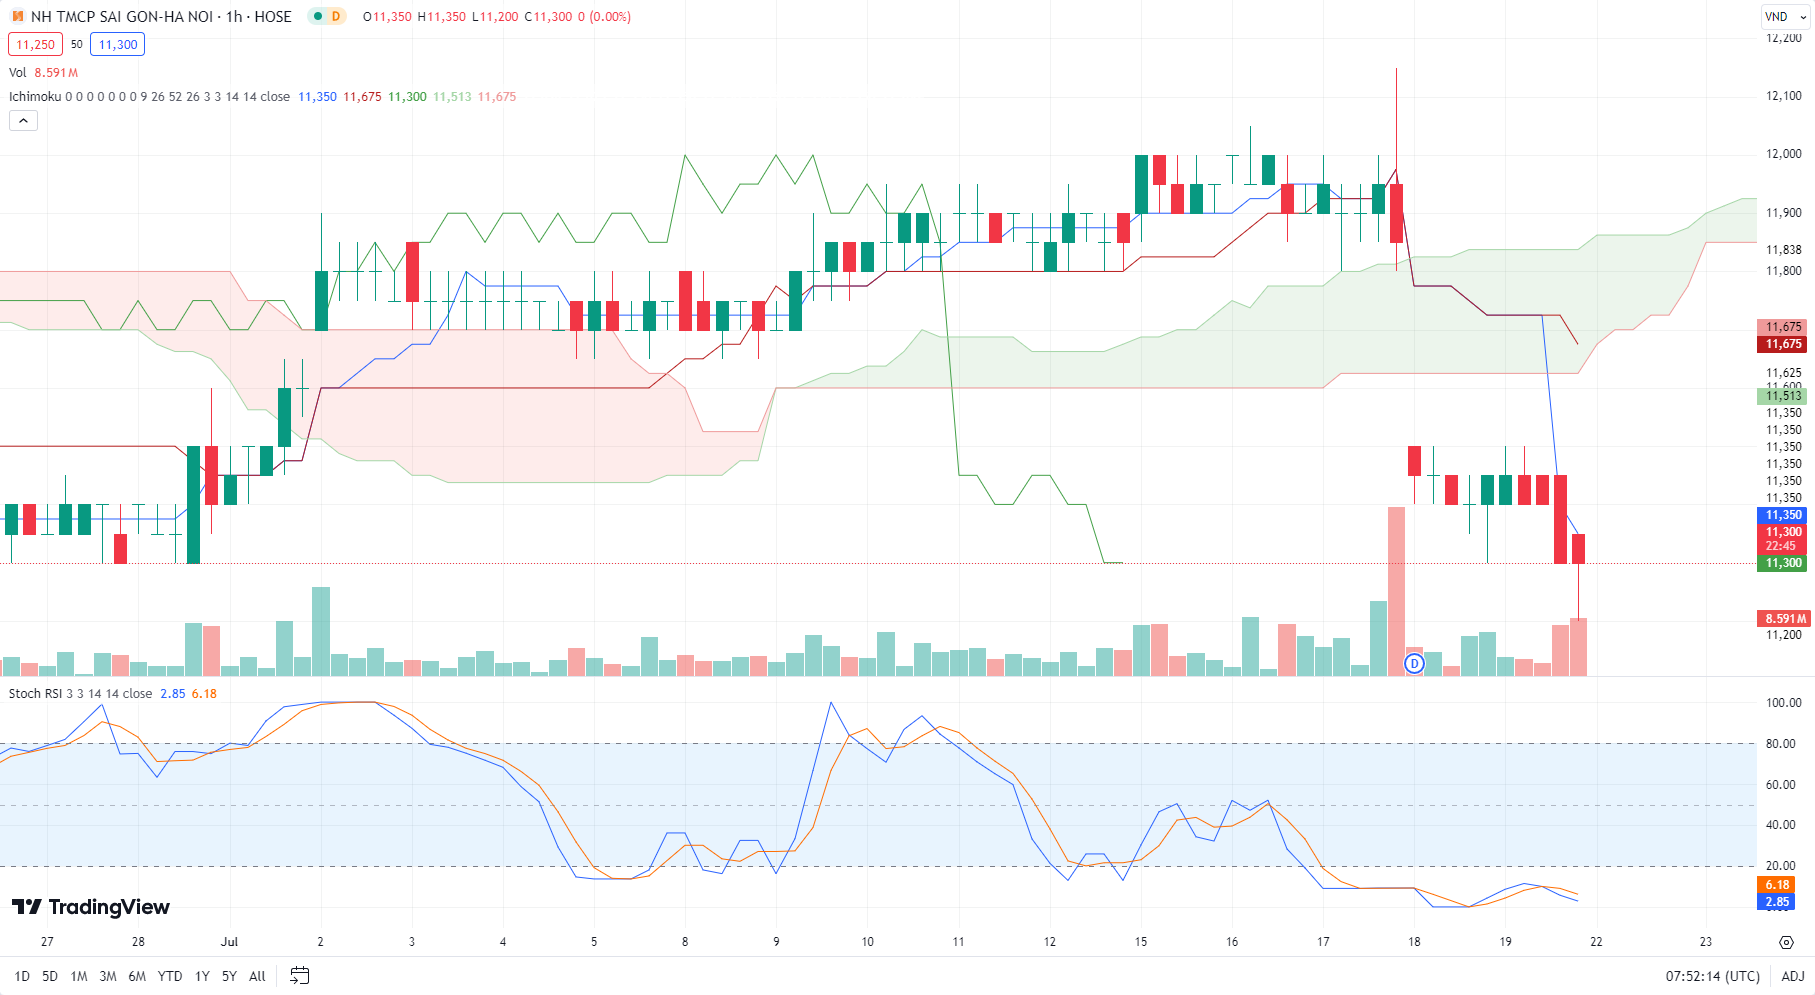 NH TMCP SAI GON-HA NOI · 1h · HOSE D O11,350 H11,350 L11,200 C11,300 0 (0.00%)
11,250 50 11,300
Vol 8.591M
Ichimoku 0 0 0 0 0 0 0 9 26 52 26 3 3 14 14 close 11,350 11,675 11,300 11,513 11,675
VND
12,200
12,100
12,000
11,900
11,838
11,800
11,675
11,675
11,625
11,600
11,513
11,350
11,350
11,350
11,350
11,350
11,350
11,350
11,300
22:45
11,300
8.591M
11,200
D
Stoch RSI 3 3 14 14 close 2.85 6.18
100.00
80.00
60.00
40.00
20.00
6.18
2.85
TradingView
27 28 Jul 2 3 4 5 8 9 10 11 12 15 16 17 18 19 22 23
1D 5D 1M 3M 6M YTD 1Y 5Y All 07:52:14 (UTC) ADJ